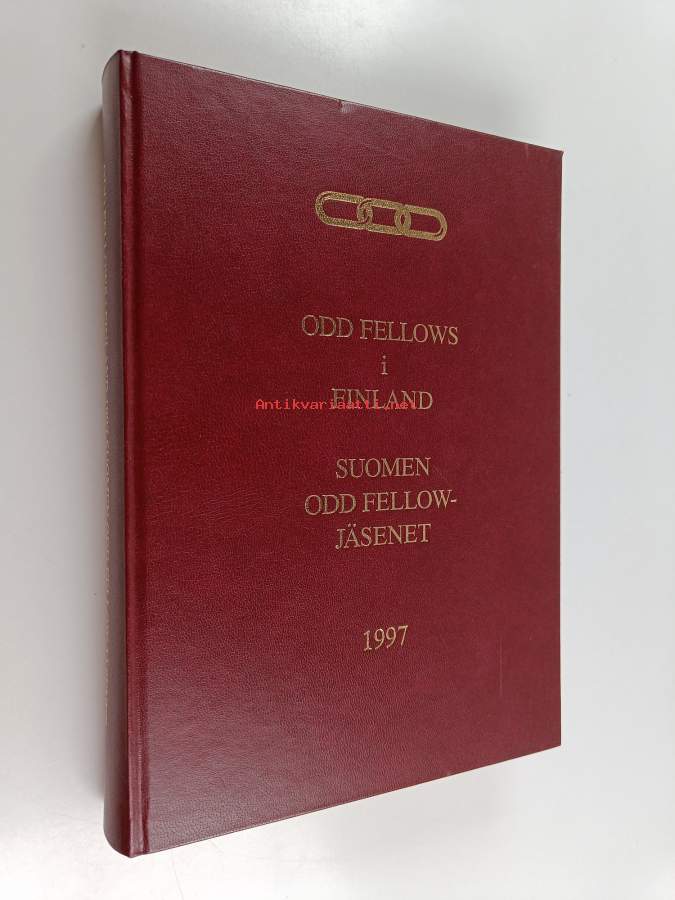 ODD FELLOWS
i
FINLAND
Antikvariaatti.net
SUOMEN
ODD FELLOW-
JÄSENET
1997